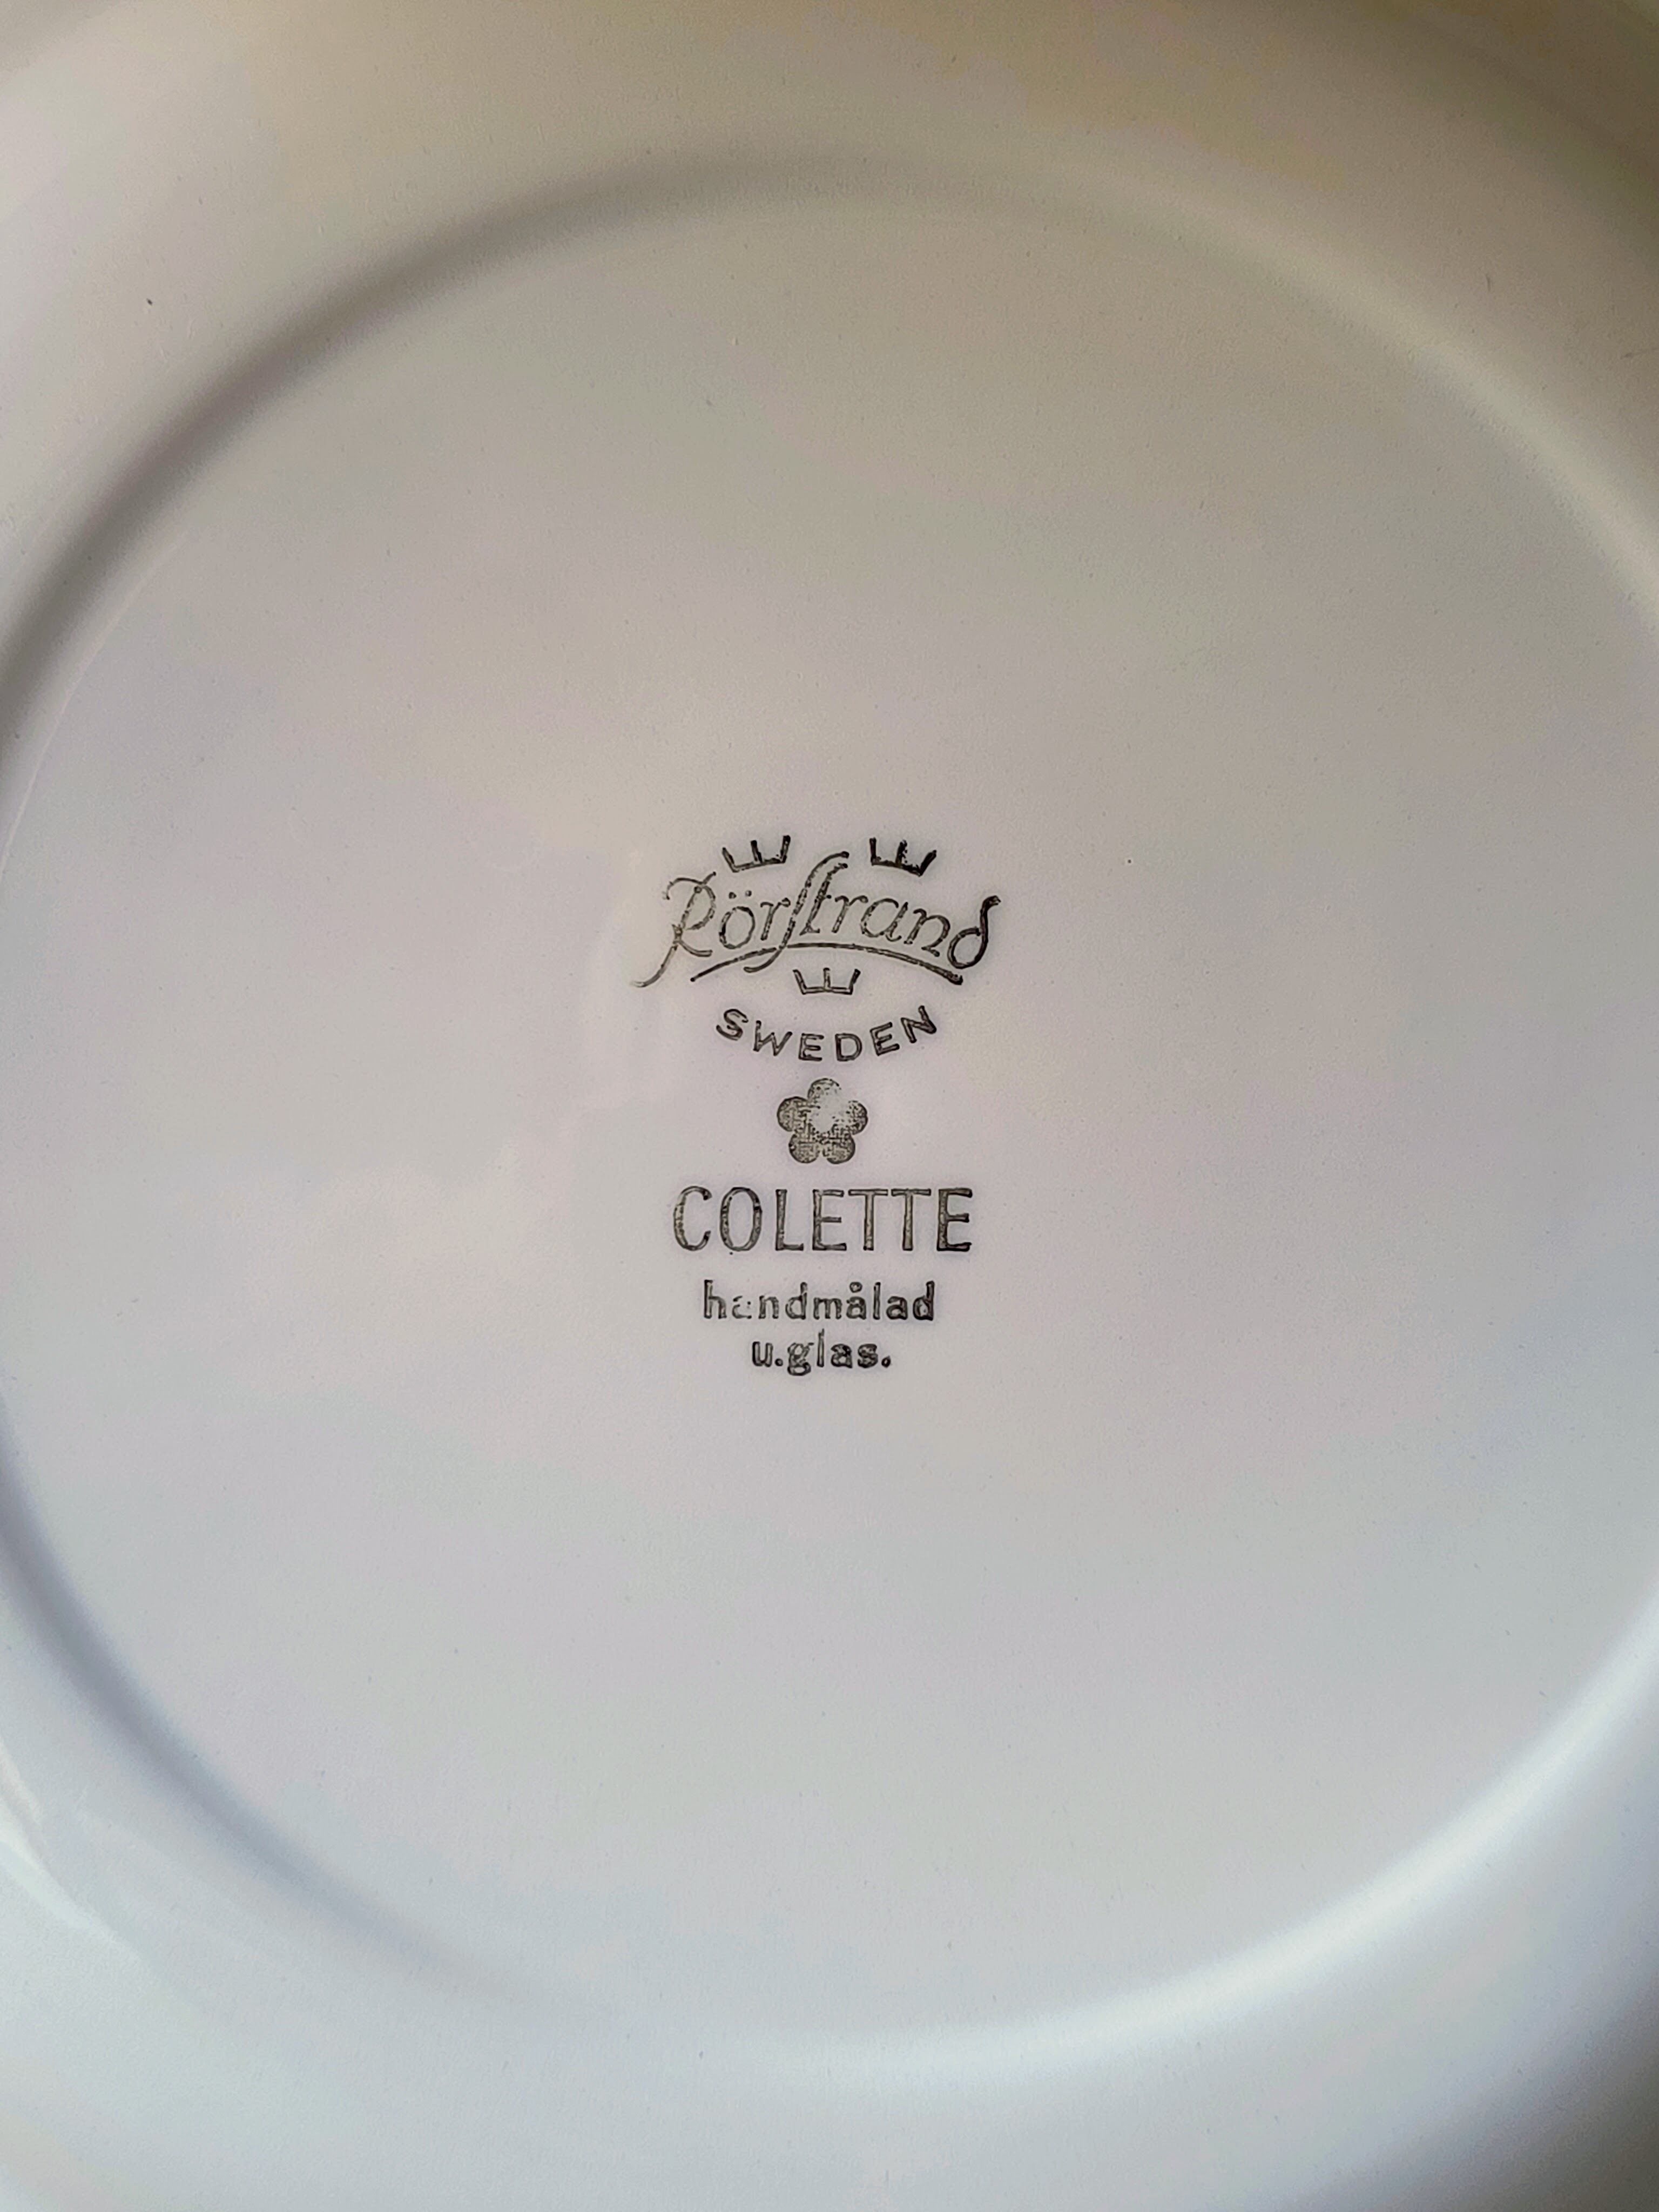 Rörstrand
SWEDEN
COLETTE
handmålad
u.glas.